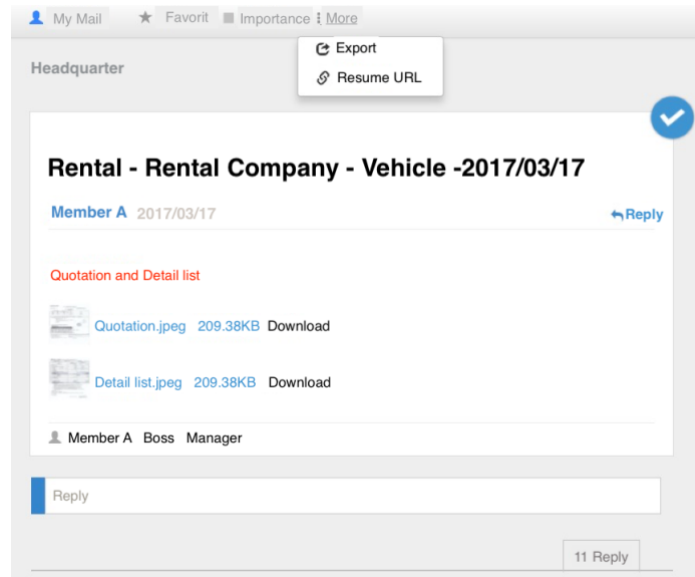 My Mail Favorit Importance More
Export
Headquarter
Resume URL
Rental - Rental Company - Vehicle -2017/03/17
Member A 2017/03/17 Reply
Quotation and Detail list
Quotation.jpeg 209.38KB Download
Detail list.jpeg 209.38KB Download
Member A Boss Manager
Reply
11 Reply